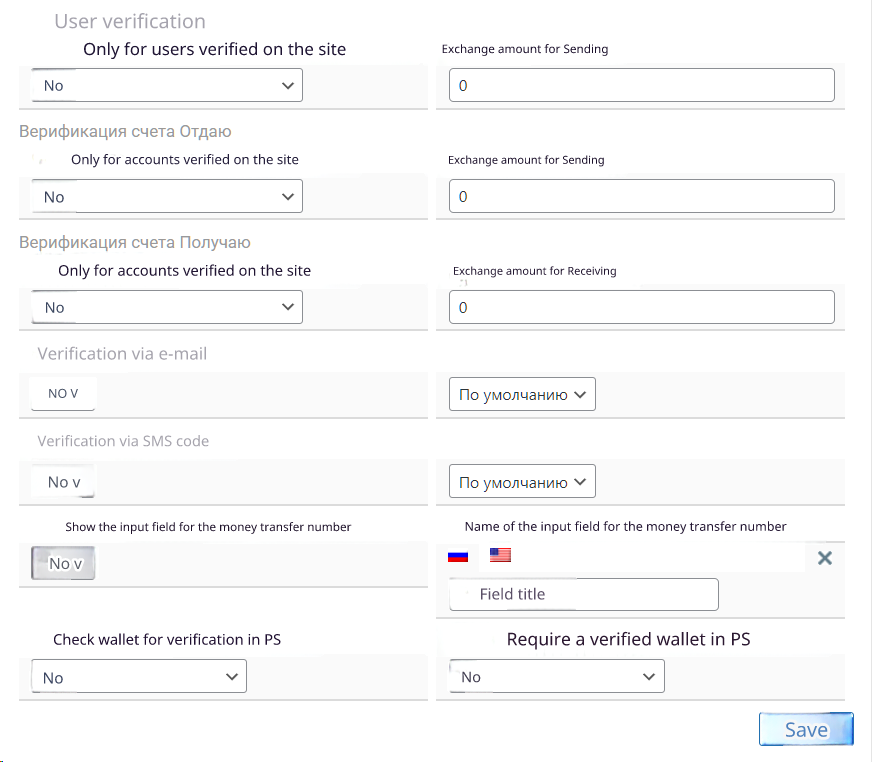 User verification
Only for users verified on the site
Exchange amount for Sending
No
0
Верификация счета Отдаю
Only for accounts verified on the site
Exchange amount for Sending
No
0
Верификация счета Получаю
Only for accounts verified on the site
Exchange amount for Receiving
No
0
Verification via e-mail
NO V
По умолчанию
Verification via SMS code
No v
По умолчанию
Show the input field for the money transfer number
Name of the input field for the money transfer number
No v
Field title
Check wallet for verification in PS
Require a verified wallet in PS
No
No
Save